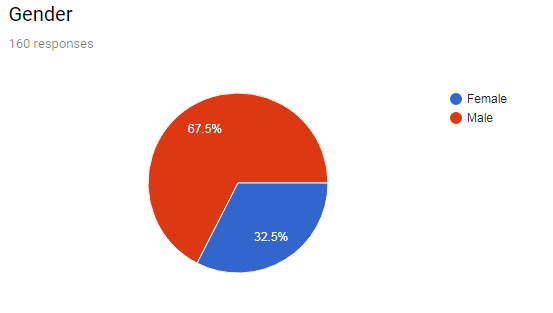 Gender
160 responses
67.5%
32.5%
Female
Male